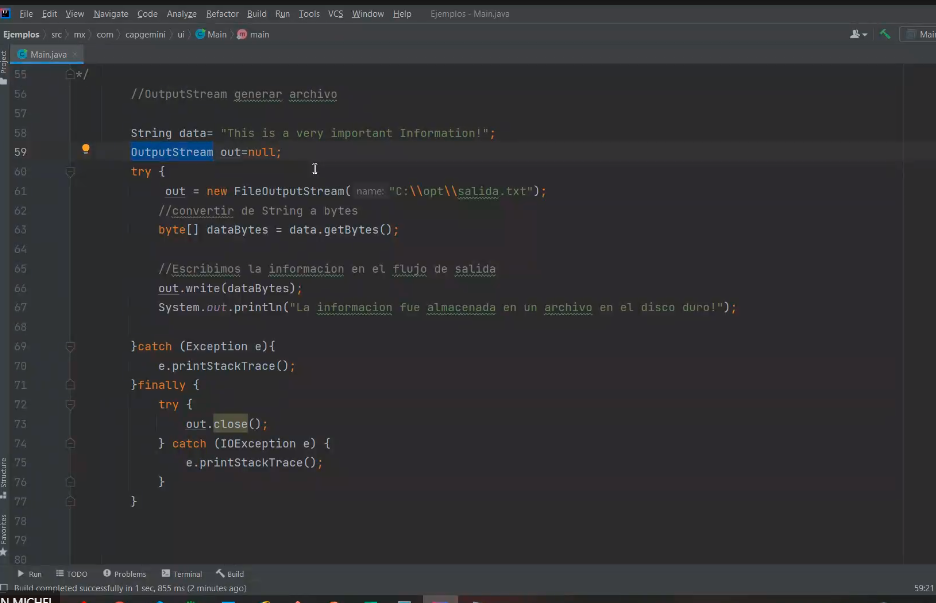 File Edit View Navigate Code Analyze Refactor Build Run Tools VCS Window Help Ejemplos - Main.java
Ejemplos src mx com capgemini ui Main main Mai
Main.java
Project
55 */
56 //OutputStream generar archivo
57
58 String data= "This is a very important Information!";
59 OutputStream out=null;
60 try {
61 out = new FileOutputStream( name: "C:\\opt\\salida.txt");
62 //convertir de String a bytes
63 byte[] dataBytes = data.getBytes();
64
65 //Escribimos la informacion en el flujo de salida
66 out.write(dataBytes);
67 System.out.println("La informacion fue almacenada en un archivo en el disco duro!");
68
69 }catch (Exception e){
70 e.printStackTrace();
71 }finally {
72 try {
73 out.close();
74 } catch (IOException e) {
75 e.printStackTrace();
76 }
77 }
78
79
80
Structure
Favorites
Run TODO Problems Terminal Build
Build completed successfully in 1 sec, 855 ms (2 minutes ago) 59:21
N MICHEL